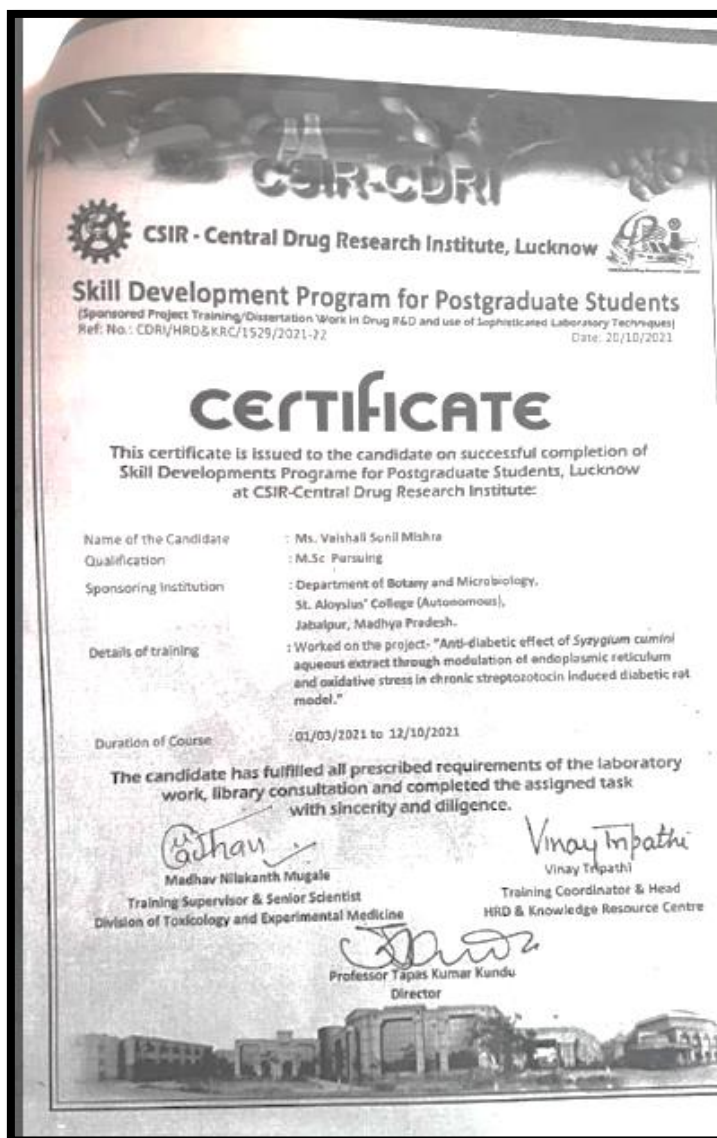 CSIR-CDRI
CSIR - Central Drug Research Institute, Lucknow
Skill Development Program for Postgraduate Students
(Sponsored Project Training/Dissertation Work in Drug R&D and use of Sophisticated Laboratory Techniques)
Ref: No.: CDRI/HRD&KRC/1529/2021-22
Date: 20/10/2021
CERTIFICATE
This certificate is issued to the candidate on successful completion of
Skill Developments Programe for Postgraduate Students, Lucknow
at CSIR-Central Drug Research Institute:
Name of the Candidate : Ms. Vaishali Sunil Mishra
Qualification : M.Sc Pursuing
Sponsoring Institution : Department of Botany and Microbiology,
St. Aloysius' College (Autonomous),
Jabalpur, Madhya Pradesh.
Details of training : Worked on the project- "Anti-diabetic effect of Syzygium cumini
aqueous extract through modulation of endoplasmic reticulum
and oxidative stress in chronic streptozotocin induced diabetic rat
model."
Duration of Course : 01/03/2021 to 12/10/2021
The candidate has fulfilled all prescribed requirements of the laboratory
work, library consultation and completed the assigned task
with sincerity and diligence.
Vinay Tripathi
Madhav Nilakanth Mugale
Training Supervisor & Senior Scientist
Division of Toxicology and Experimental Medicine
Vinay Tripathi
Training Coordinator & Head
HRD & Knowledge Resource Centre
Professor Tapas Kumar Kundu
Director